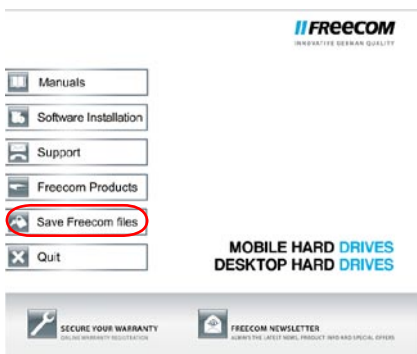 FREECOM
INNOVATIVE GERMAN QUALITY
Manuals
Software Installation
Support
Freecom Products
Save Freecom files
Quit
MOBILE HARD DRIVES
DESKTOP HARD DRIVES
SECURE YOUR WARRANTY
ONLINE WARRANTY REGISTRATION
FREECOM NEWSLETTER
ALWAYS THE LATEST NEWS, PRODUCT INFO AND SPECIAL OFFERS